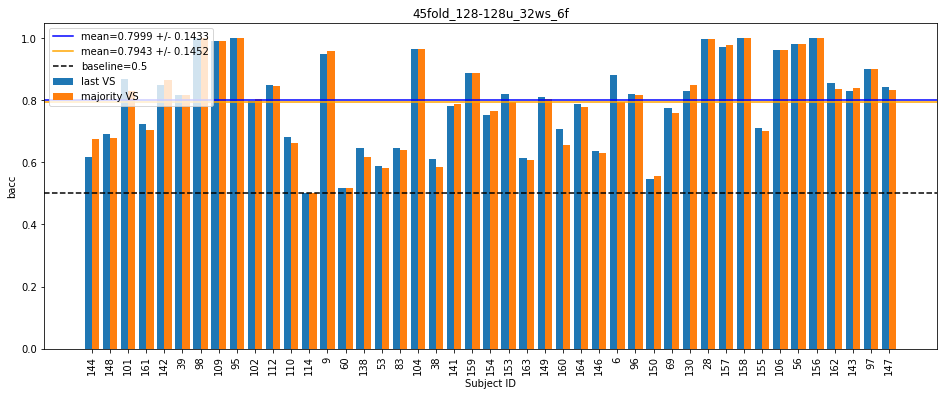 45fold_128-128u_32ws_6f
mean=0.7999 +/- 0.1433
mean=0.7943 +/- 0.1452
baseline=0.5
last VS
majority VS
bacc
1.0
0.8
0.6
0.4
0.2
0.0
144 148 101 161 142 39 98 109 95 102 112 110 114 9 60 138 53 83 104 38 141 159 154 153 163 149 160 164 146 6 96 150 69 130 28 157 158 155 106 56 156 162 143 97 147
Subject ID